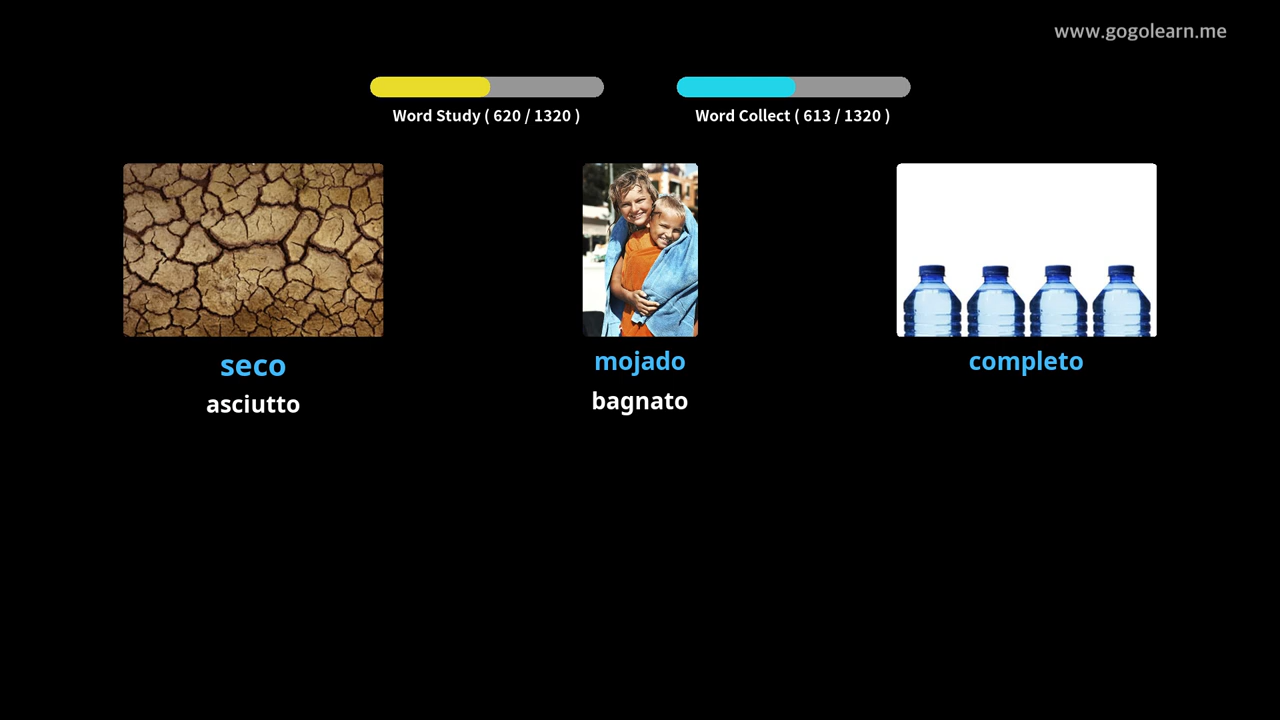 www.gogolearn.me
Word Study ( 620 / 1320 )
Word Collect ( 613 / 1320 )
seco
asciutto
mojado
bagnato
completo